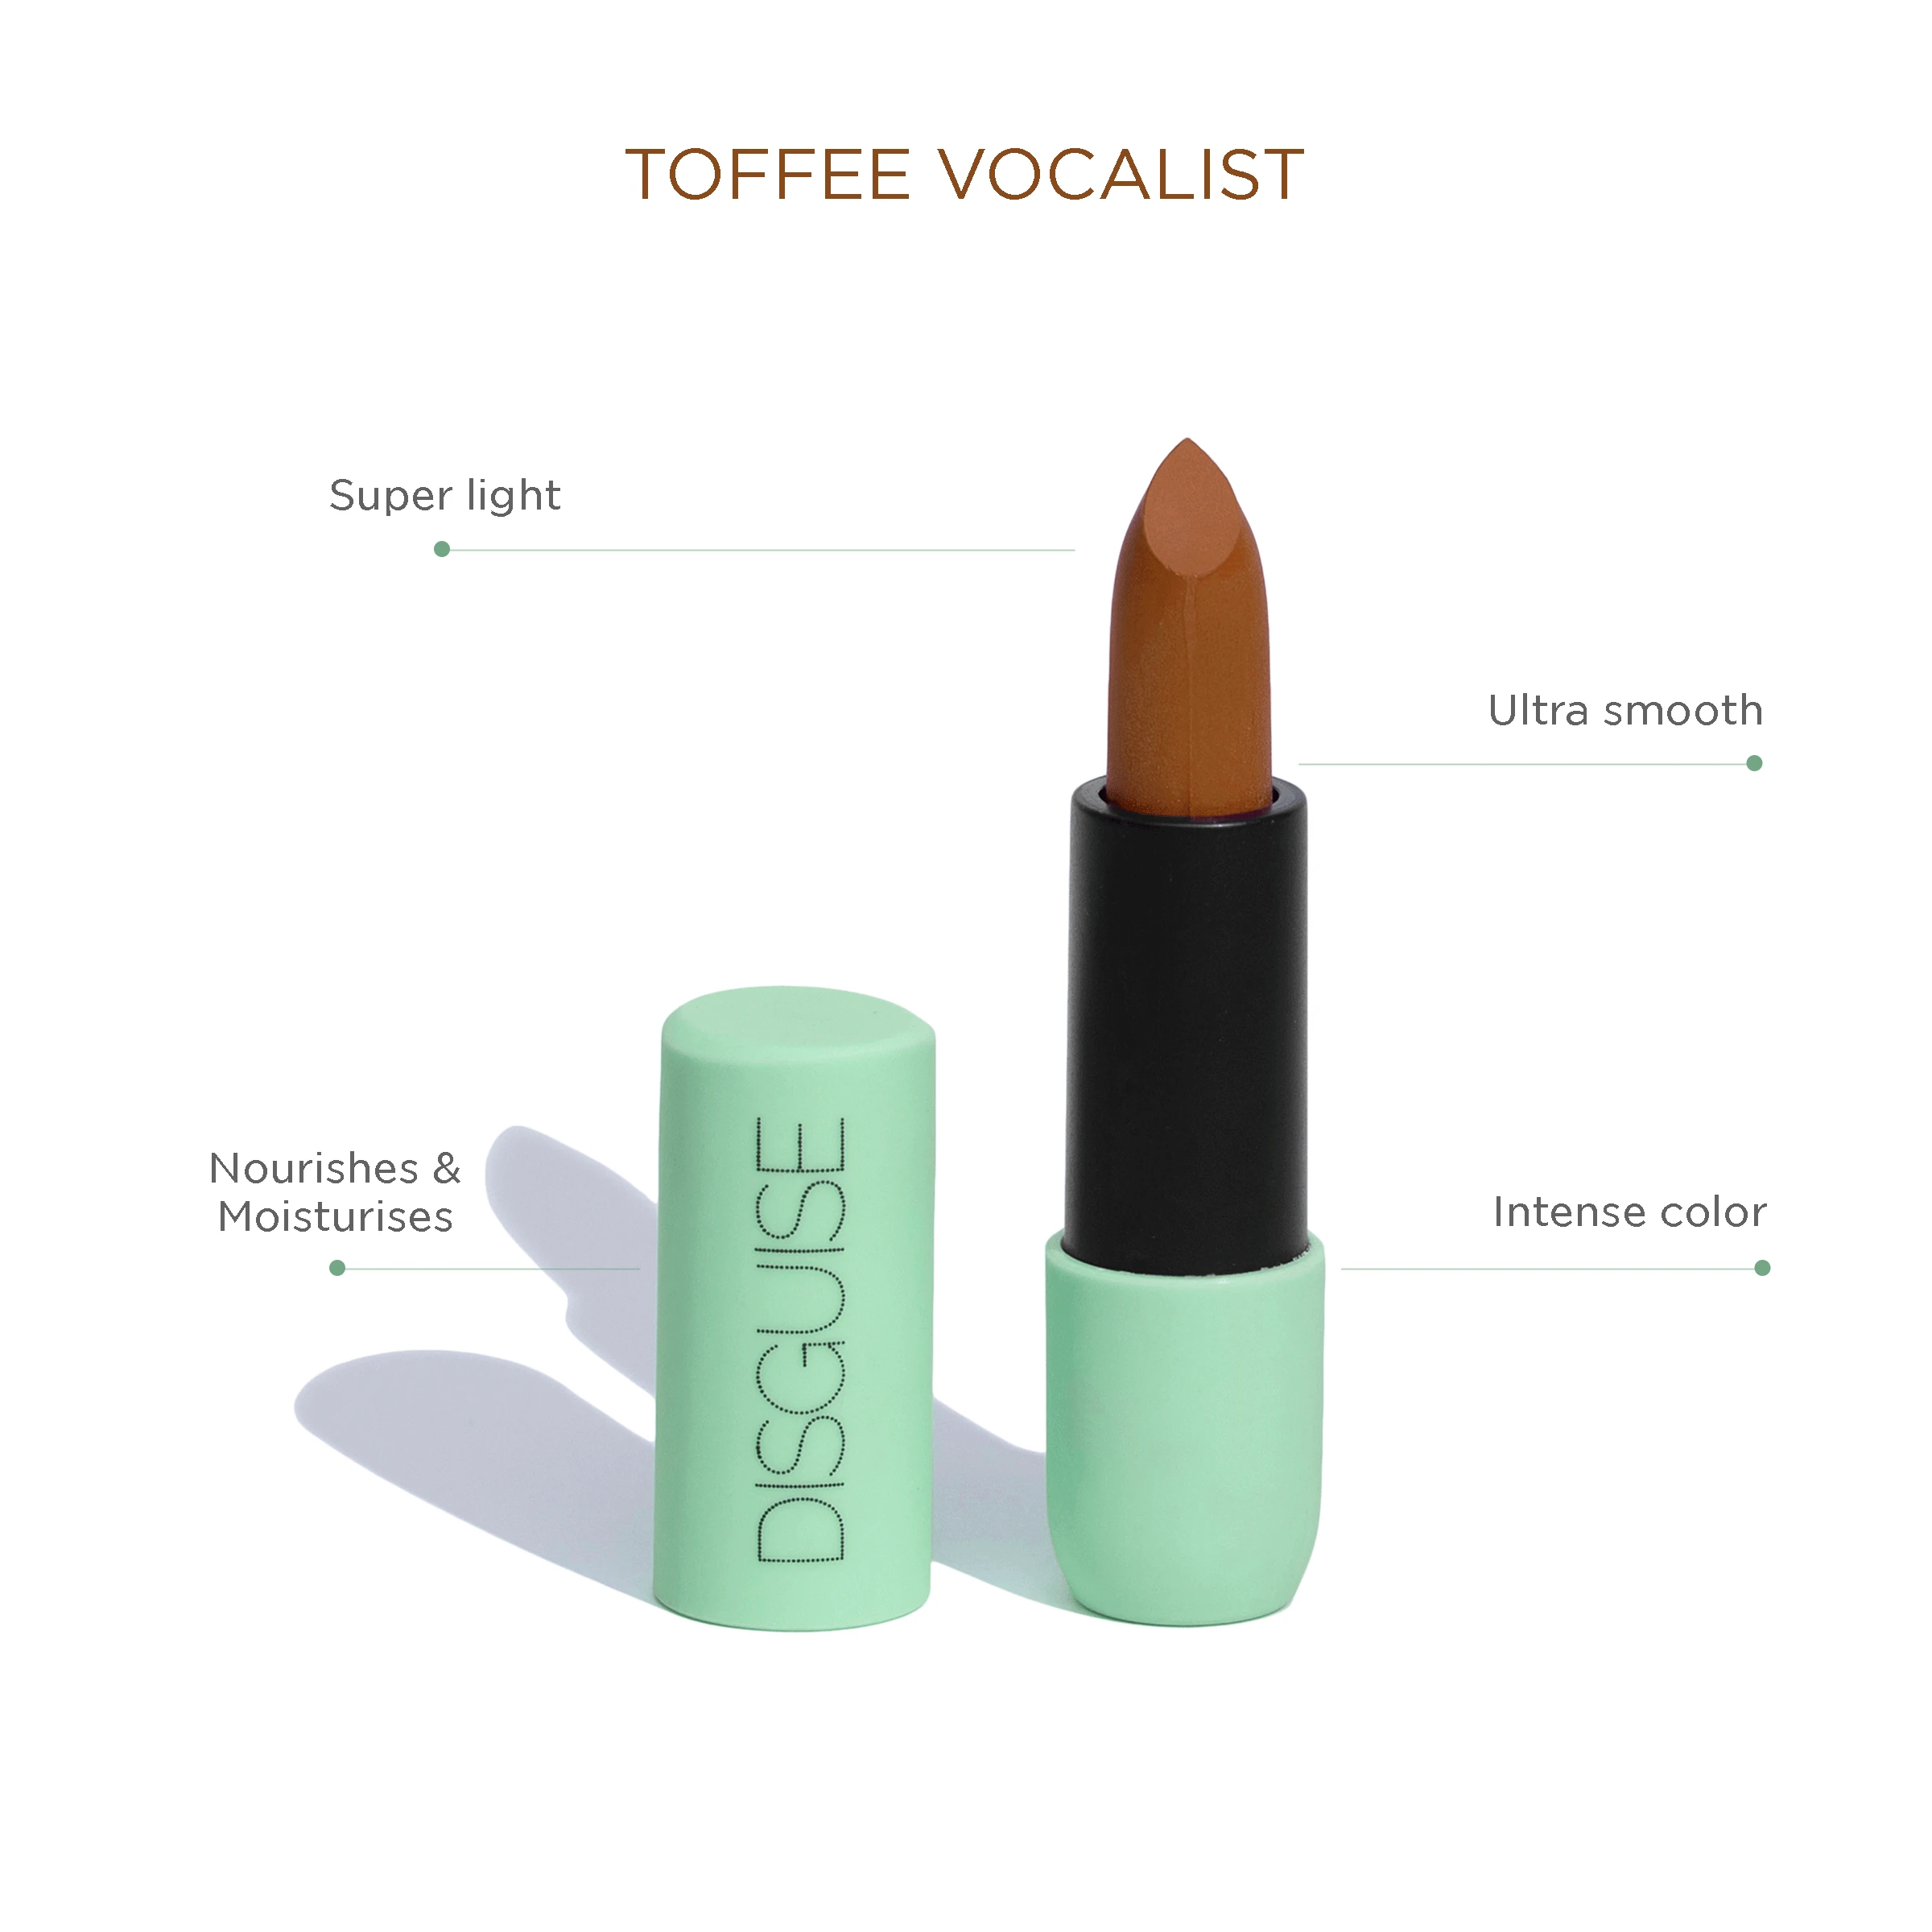 TOFFEE VOCALIST
Super light
Ultra smooth
Nourishes &
Moisturises
Intense color
DISGUISE